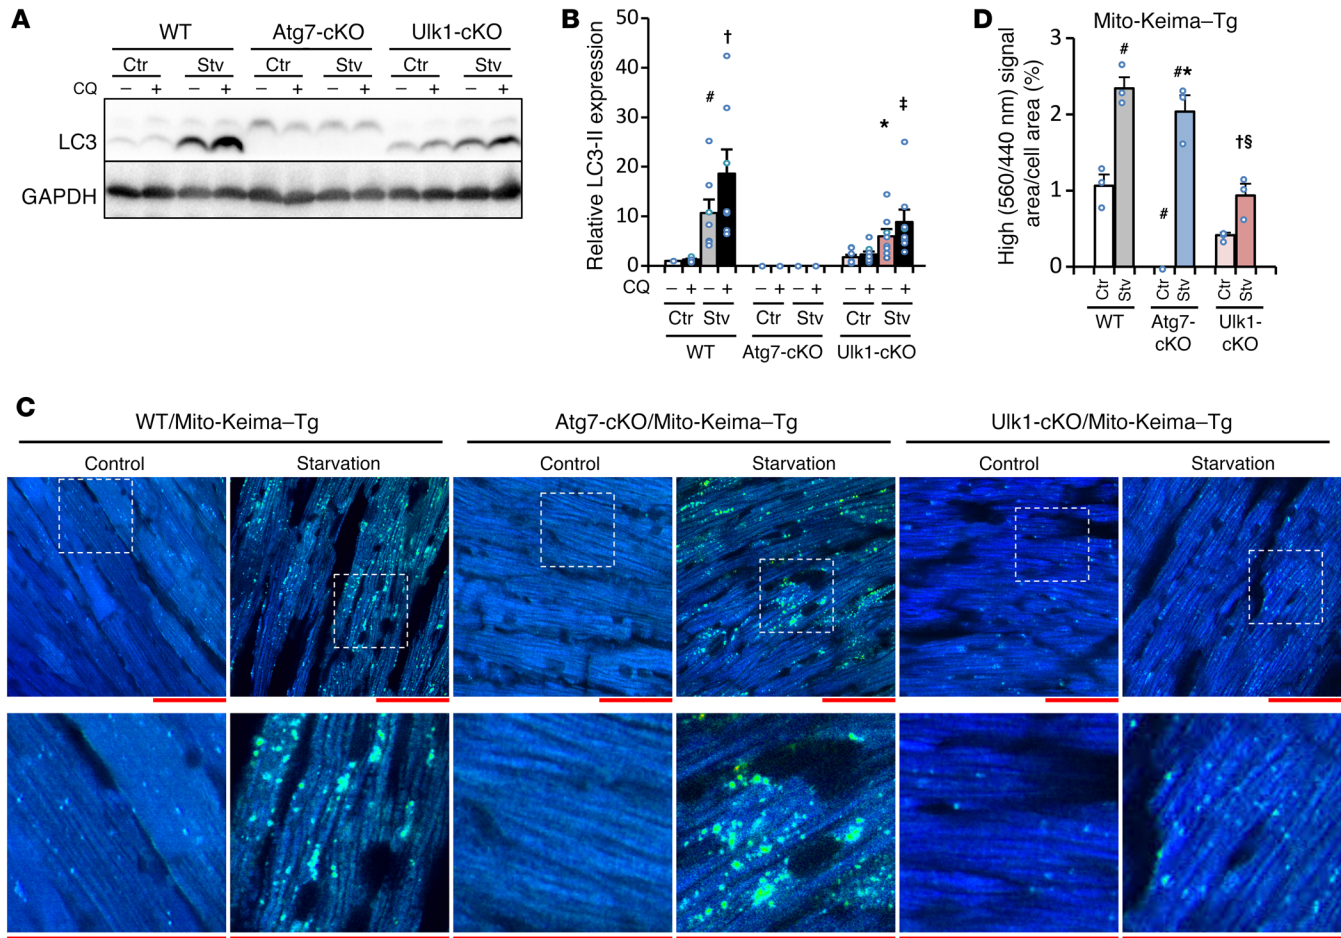 A
WT Atg7-cKO Ulk1-cKO
Ctr Stv Ctr Stv Ctr Stv
CQ – + – + – + – + – + – +
LC3
GAPDH
B
Relative LC3-II expression
50
40
30
20
10
0
† # * ‡
CQ – + – + – + – + – + – +
Ctr Stv Ctr Stv Ctr Stv
WT Atg7-cKO Ulk1-cKO
D
Mito-Keima–Tg
High (560/440 nm) signal
area/cell area (%)
3
2
1
0
# # #* †§
Ctr Stv Ctr Stv Ctr Stv
WT Atg7- Ulk1-
cKO cKO
C
WT/Mito-Keima–Tg Atg7-cKO/Mito-Keima–Tg Ulk1-cKO/Mito-Keima–Tg
Control Starvation Control Starvation Control Starvation